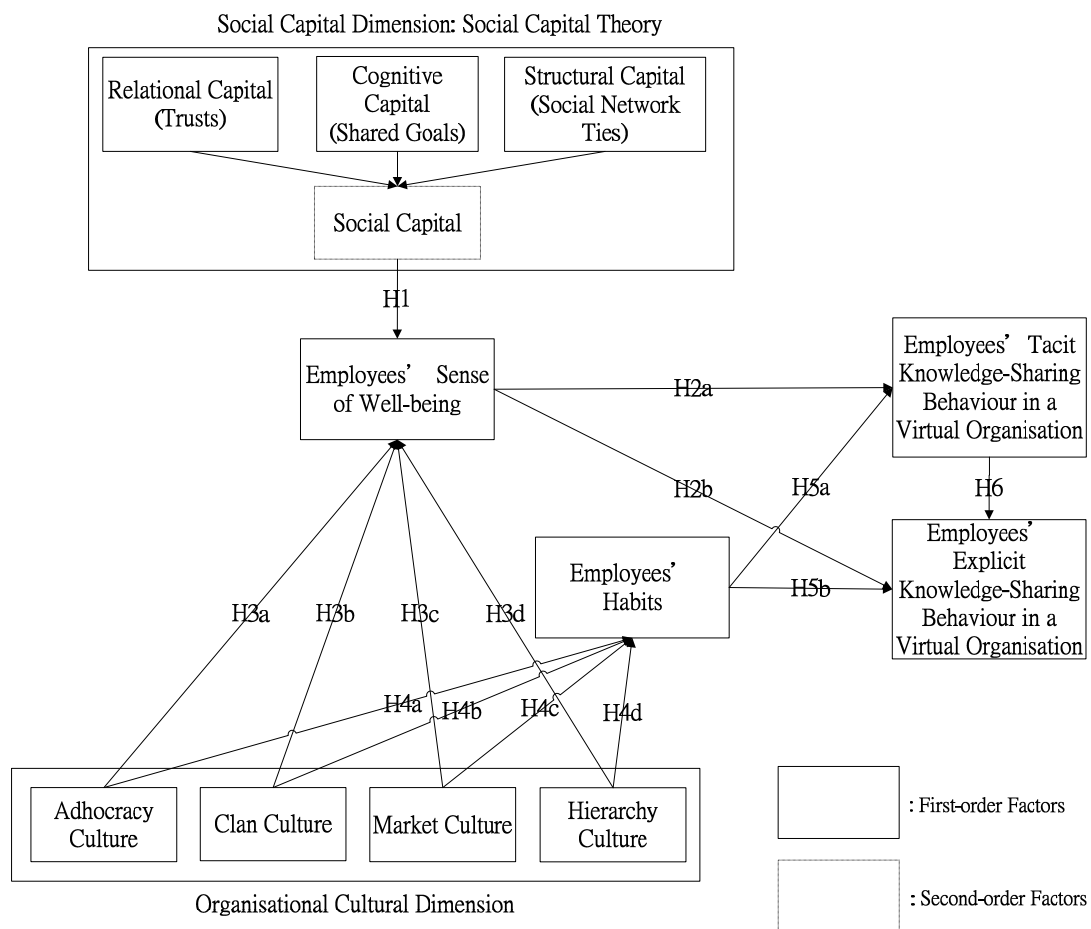 Social Capital Dimension: Social Capital Theory
Relational Capital
(Trusts)
Cognitive
Capital
(Shared Goals)
Structural Capital
(Social Network
Ties)
Social Capital
H1
Employees’ Sense
of Well-being
Employees’ Tacit
Knowledge-Sharing
Behaviour in a
Virtual Organisation
H2a
H2b
H5a
H6
Employees’
Habits
H5b
Employees’
Explicit
Knowledge-Sharing
Behaviour in a
Virtual Organisation
H3a
H3b
H3c
H3d
H4a
H4b
H4c
H4d
Adhocracy
Culture
Clan Culture
Market Culture
Hierarchy
Culture
Organisational Cultural Dimension
: First-order Factors
: Second-order Factors